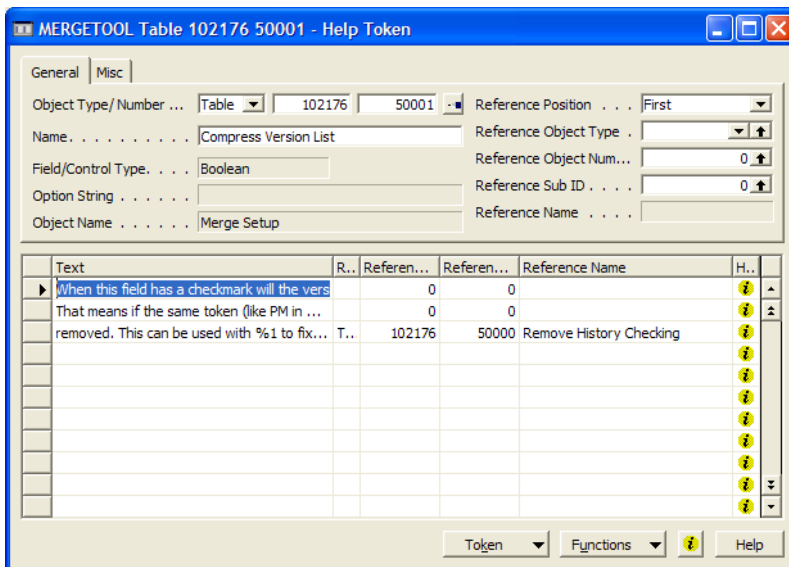 MERGETOOL Table 102176 50001 - Help Token
General Misc
Object Type/ Number ... Table 102176 50001 Reference Position . . . First
Name. . . . . . . . . . Compress Version List Reference Object Type .
Reference Object Num... 0
Field/Control Type. . . . Boolean
Reference Sub ID . . . . 0
Option String . . . . . .
Reference Name . . . .
Object Name . . . . . . Merge Setup
Text R.. Referen... Referen... Reference Name H..
When this field has a checkmark will the vers 0 0
That means if the same token (like PM in ... 0 0
removed. This can be used with %1 to fix... T.. 102176 50000 Remove History Checking
Token Functions Help